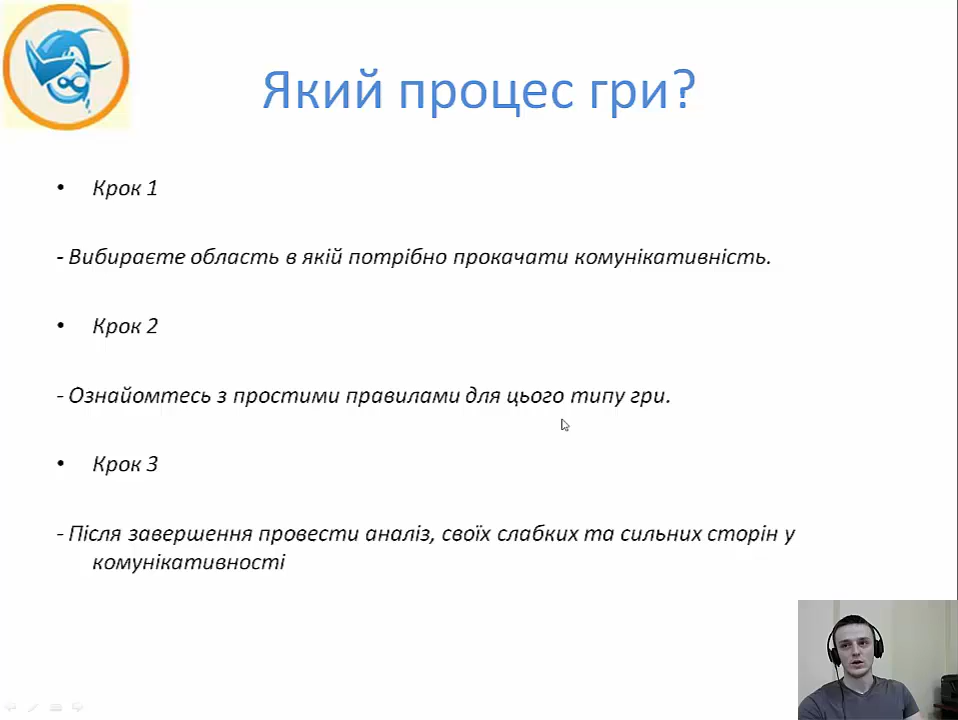 Який процес гри?
• Крок 1
- Вибираєте область в якій потрібно прокачати комунікативність.
• Крок 2
- Ознайомтесь з простими правилами для цього типу гри.
• Крок 3
- Після завершення провести аналіз, своїх слабких та сильних сторін у
комунікативності